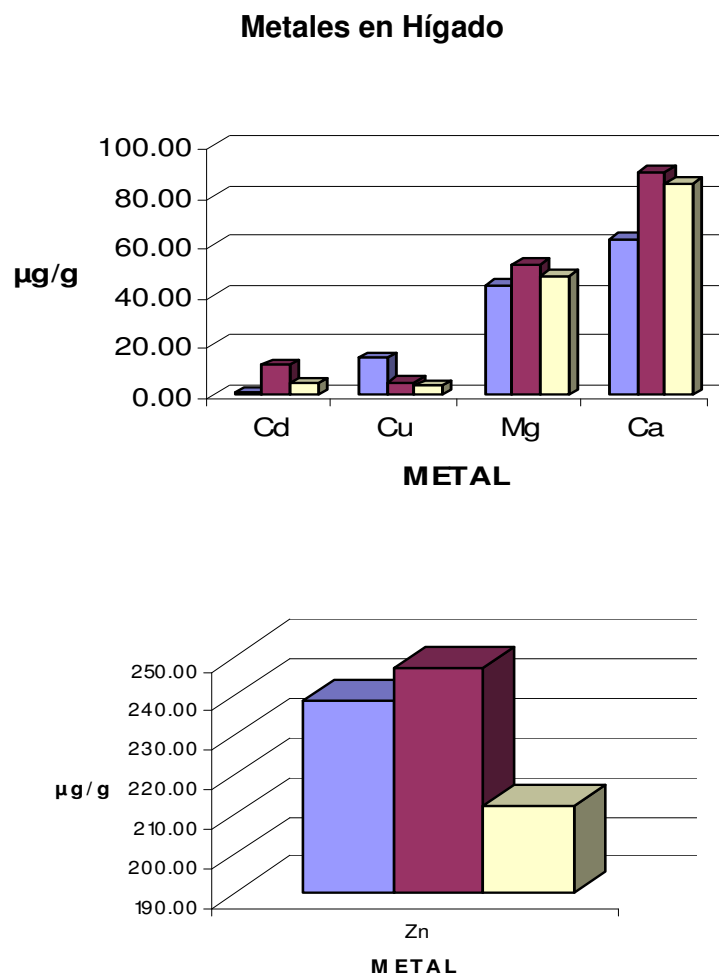 Metales en Hígado
100.00
80.00
60.00
40.00
20.00
0.00
µg/g
Cd Cu Mg Ca
METAL
250.00
240.00
230.00
220.00
210.00
200.00
190.00
µg/g
Zn
METAL